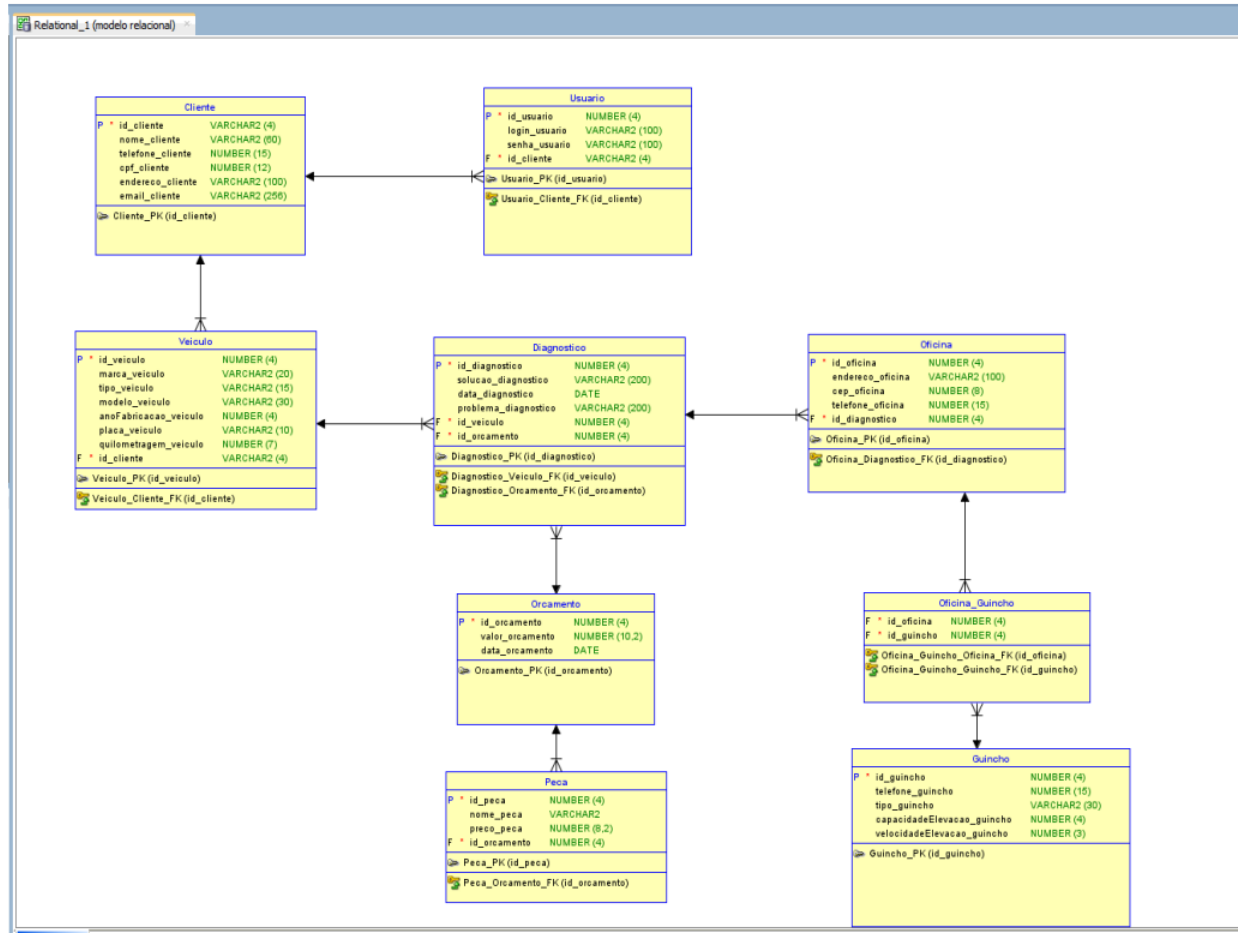 Relational_1 (modelo relacional)
Cliente
P * id_cliente VARCHAR2 (4)
nome_cliente VARCHAR2 (60)
telefone_cliente NUMBER (15)
cpf_cliente NUMBER (12)
endereco_cliente VARCHAR2 (100)
email_cliente VARCHAR2 (256)
Cliente_PK (id_cliente)
Usuario
P * id_usuario NUMBER (4)
login_usuario VARCHAR2 (100)
senha_usuario VARCHAR2 (100)
F * id_cliente VARCHAR2 (4)
Usuario_PK (id_usuario)
Usuario_Cliente_FK (id_cliente)
Veiculo
P * id_veiculo NUMBER (4)
marca_veiculo VARCHAR2 (20)
tipo_veiculo VARCHAR2 (15)
modelo_veiculo VARCHAR2 (30)
anoFabricacao_veiculo NUMBER (4)
placa_veiculo VARCHAR2 (10)
quilometragem_veiculo NUMBER (7)
F * id_cliente VARCHAR2 (4)
Veiculo_PK (id_veiculo)
Veiculo_Cliente_FK (id_cliente)
Diagnostico
P * id_diagnostico NUMBER (4)
solucao_diagnostico VARCHAR2 (200)
data_diagnostico DATE
problema_diagnostico VARCHAR2 (200)
F * id_veiculo NUMBER (4)
F * id_orcamento NUMBER (4)
Diagnostico_PK (id_diagnostico)
Diagnostico_Veiculo_FK (id_veiculo)
Diagnostico_Orcamento_FK (id_orcamento)
Oficina
P * id_oficina NUMBER (4)
endereco_oficina VARCHAR2 (100)
cep_oficina NUMBER (8)
telefone_oficina NUMBER (15)
F * id_diagnostico NUMBER (4)
Oficina_PK (id_oficina)
Oficina_Diagnostico_FK (id_diagnostico)
Orcamento
P * id_orcamento NUMBER (4)
valor_orcamento NUMBER (10,2)
data_orcamento DATE
Orcamento_PK (id_orcamento)
Oficina_Guincho
F * id_oficina NUMBER (4)
F * id_guincho NUMBER (4)
Oficina_Guincho_Oficina_FK (id_oficina)
Oficina_Guincho_Guincho_FK (id_guincho)
Peca
P * id_peca NUMBER (4)
nome_peca VARCHAR2
preco_peca NUMBER (8,2)
F * id_orcamento NUMBER (4)
Peca_PK (id_peca)
Peca_Orcamento_FK (id_orcamento)
Guincho
P * id_guincho NUMBER (4)
telefone_guincho NUMBER (15)
tipo_guincho VARCHAR2 (30)
capacidadeElevacao_guincho NUMBER (4)
velocidadeElevacao_guincho NUMBER (3)
Guincho_PK (id_guincho)